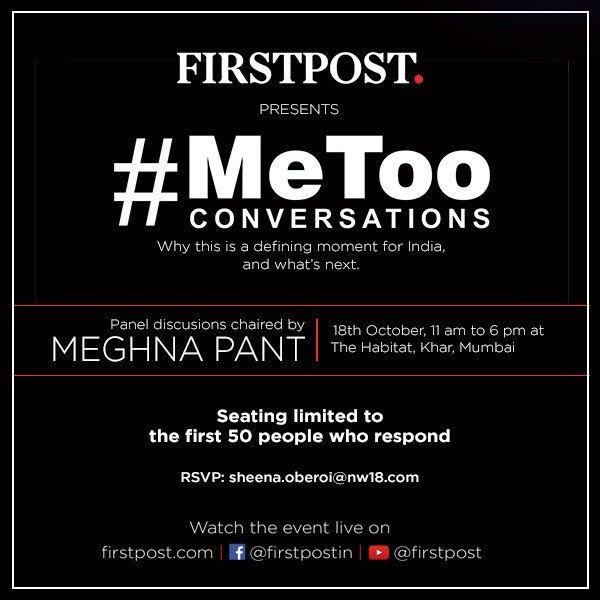 FIRSTPOST.
PRESENTS
#MeToo
CONVERSATIONS
Why this is a defining moment for India,
and what's next.
Panel discusions chaired by
MEGHNA PANT
18th October, 11 am to 6 pm at
The Habitat, Khar, Mumbai
Seating limited to
the first 50 people who respond
RSVP: sheena.oberoi@nw18.com
Watch the event live on
firstpost.com | f @firstpostin | @firstpost